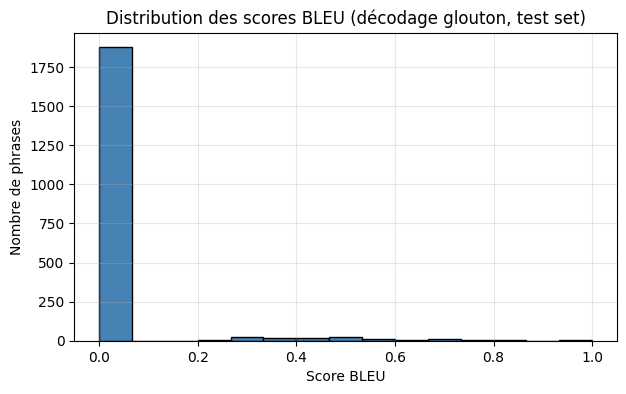 Distribution des scores BLEU (décodage glouton, test set)
Nombre de phrases
1750
1500
1250
1000
750
500
250
0
0.0 0.2 0.4 0.6 0.8 1.0
Score BLEU